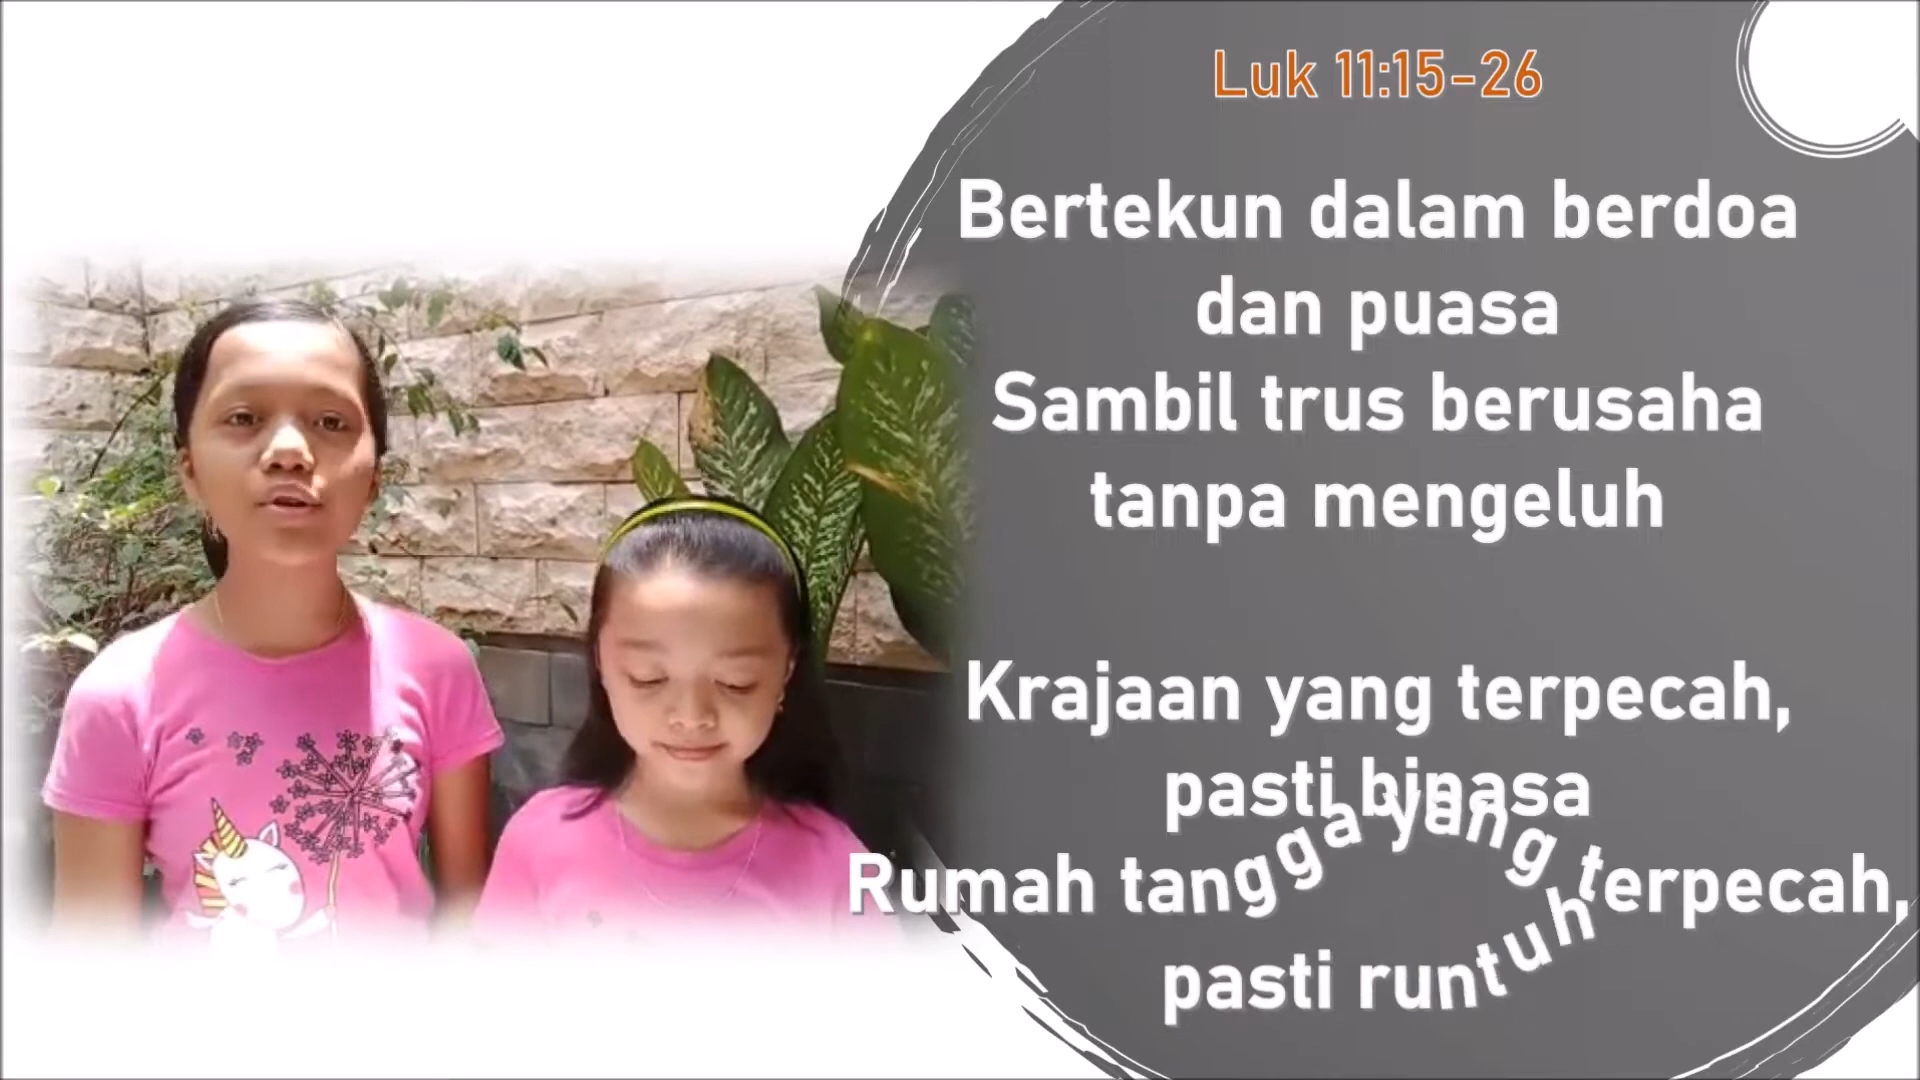 Luk 11:15-26
Bertekun dalam berdoa
dan puasa
Sambil trus berusaha
tanpa mengeluh
Krajaan yang terpecah,
pasti binasa
Rumah tangga yang terpecah,
pasti runtuh